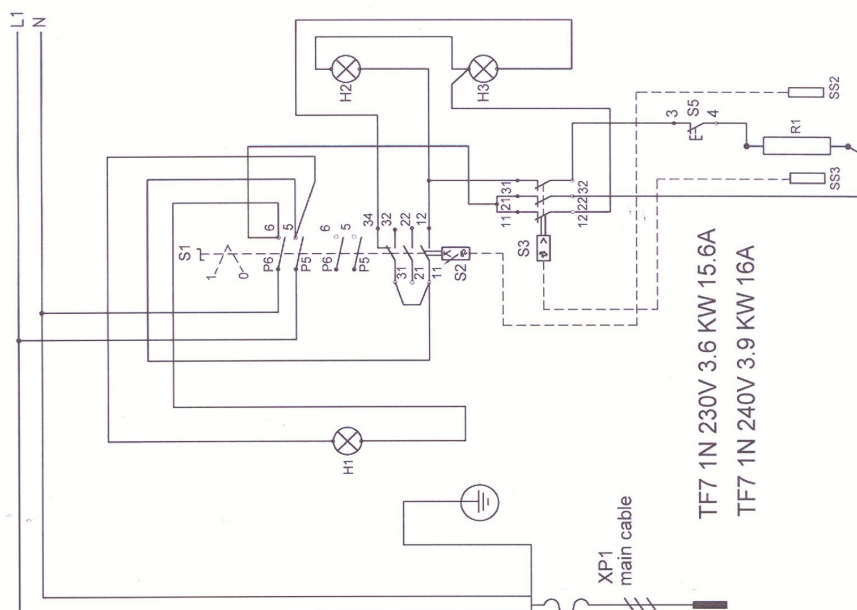 L1
N
H2
H3
3
S5
4
SS2
R1
SS3
S1
1
0
6
5
P6
P5
6
5
P6
P5
34
32
22
12
31
21
11
S2
31
21
11
32
22
12
S3
H1
XP1
main cable
TF7 1N 230V 3.6 KW 15.6A
TF7 1N 240V 3.9 KW 16A